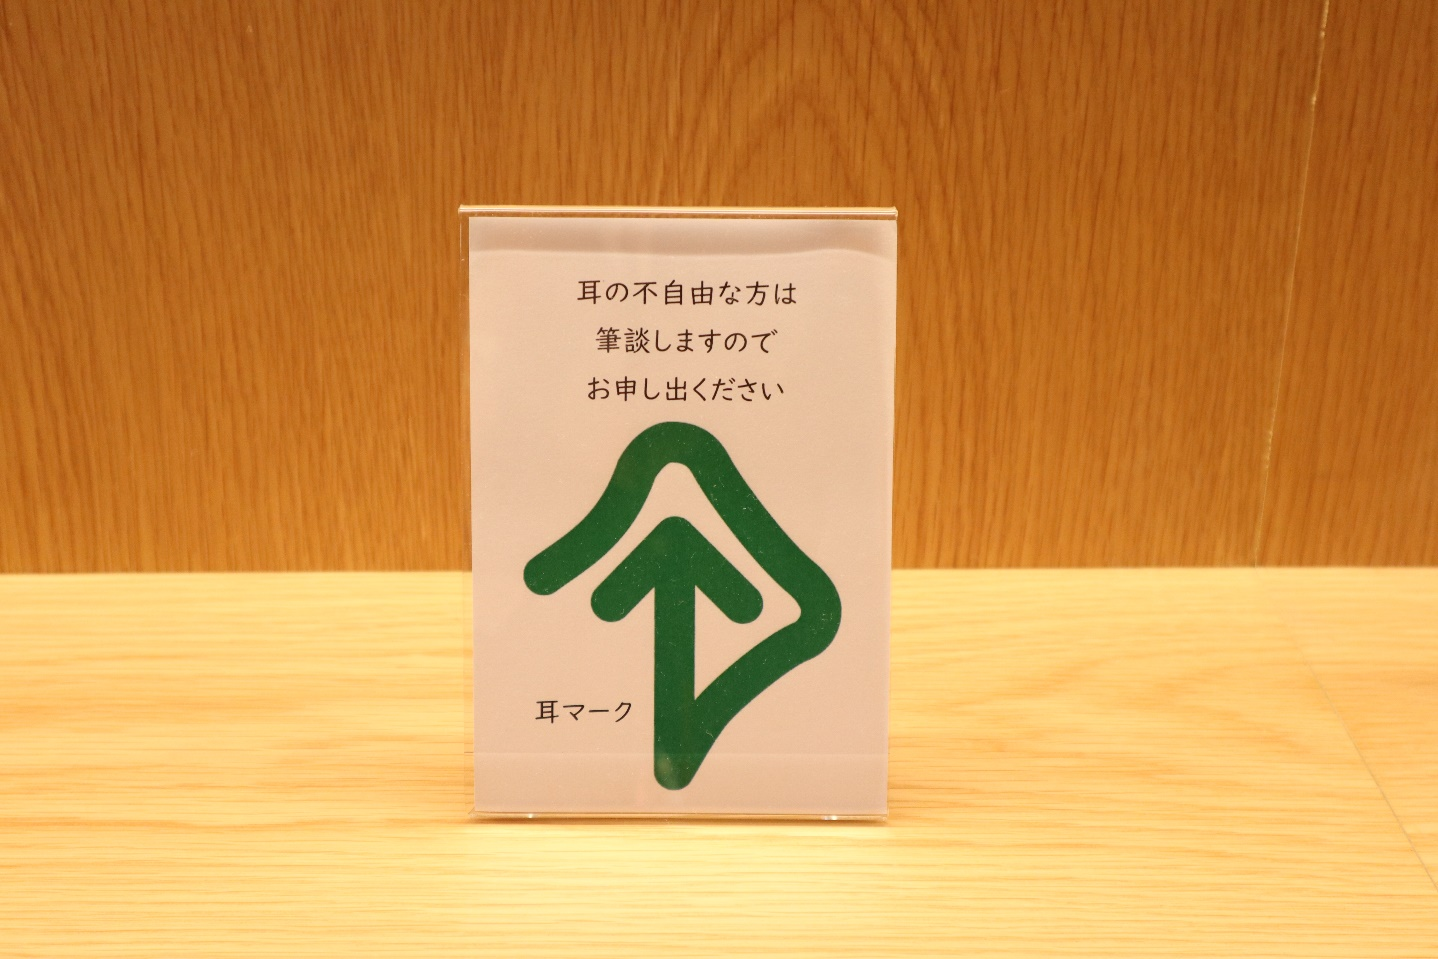 耳の不自由な方は
筆談しますので
お申し出ください
耳マーク